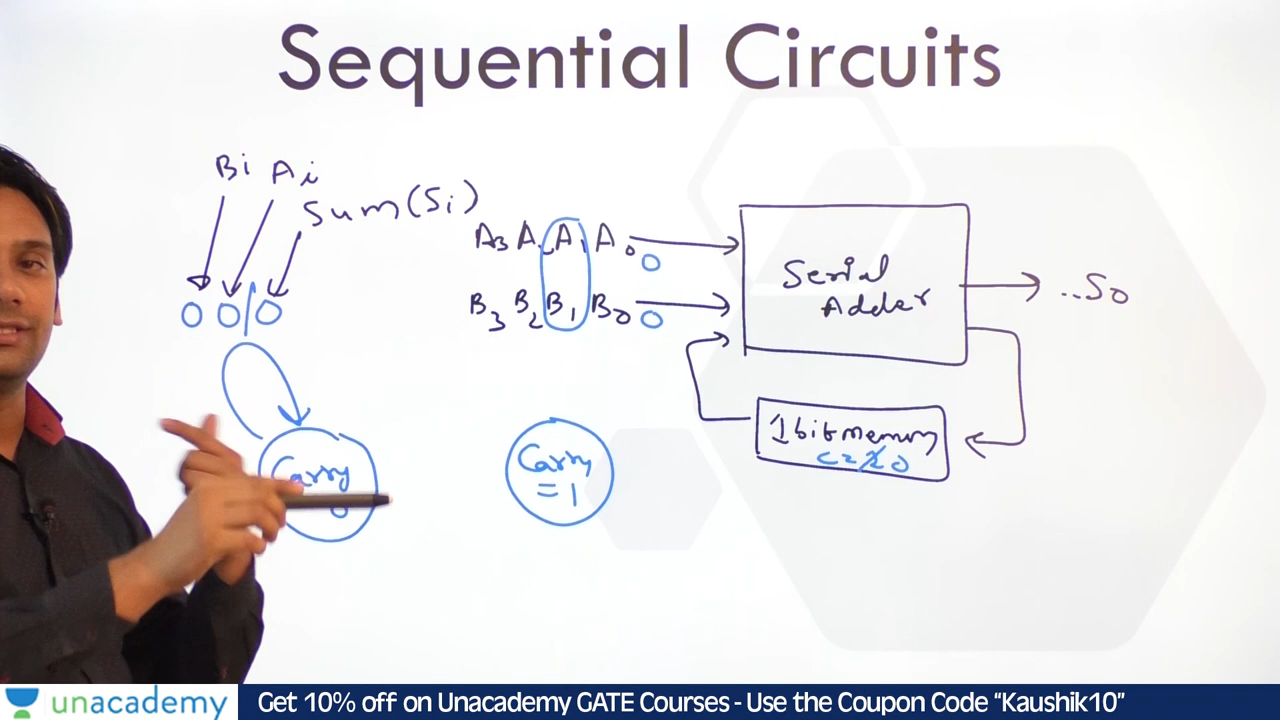 Sequential Circuits
Bi Ai
Sum(Si)
0 0/0
A3 A2 A1 A0
0
B3 B2 B1 B0
0
Serial
Adder
..S0
1 bit memory
Carry
0
Carry
= 1
unacademy
Get 10% off on Unacademy GATE Courses - Use the Coupon Code “Kaushik10”